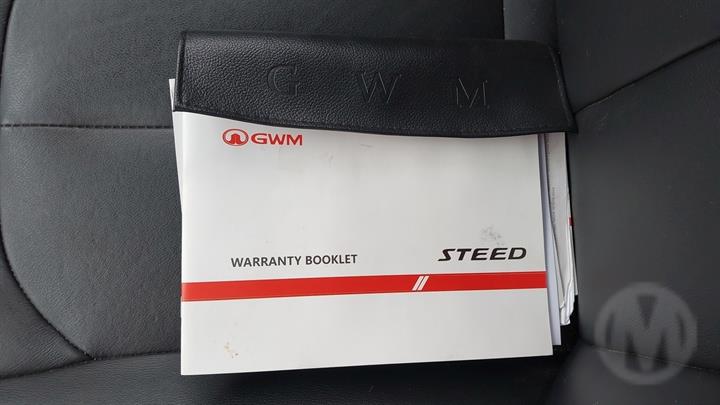 G W M
GWM
WARRANTY BOOKLET
STEED
M